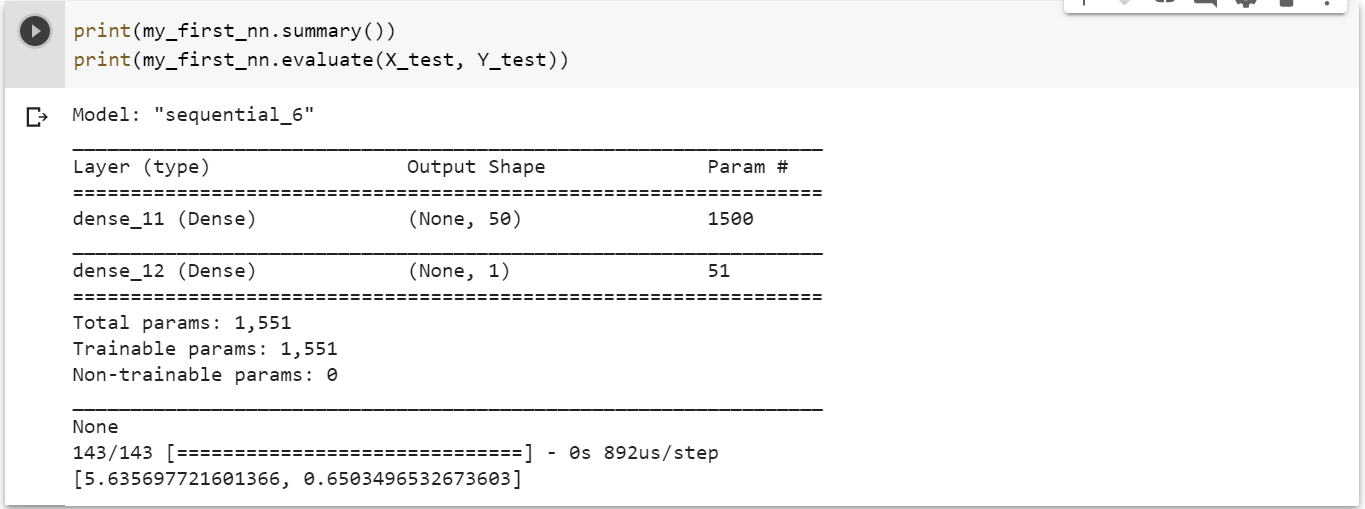 print(my_first_nn.summary())
print(my_first_nn.evaluate(X_test, Y_test))
Model: "sequential_6"
_________________________________________________________________
Layer (type)                 Output Shape              Param #
=================================================================
dense_11 (Dense)             (None, 50)                1500
_________________________________________________________________
dense_12 (Dense)             (None, 1)                 51
=================================================================
Total params: 1,551
Trainable params: 1,551
Non-trainable params: 0
_________________________________________________________________
None
143/143 [==============================] - 0s 892us/step
[5.635697721601366, 0.6503496532673603]